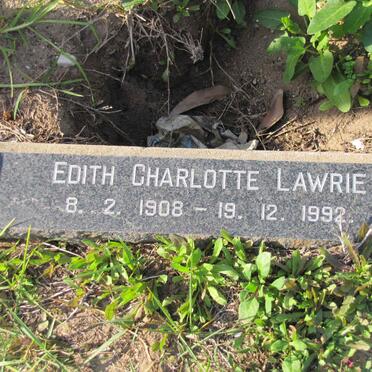 EDITH CHARLOTTE LAWRIE
8. 2. 1908 - 19. 12. 1992.